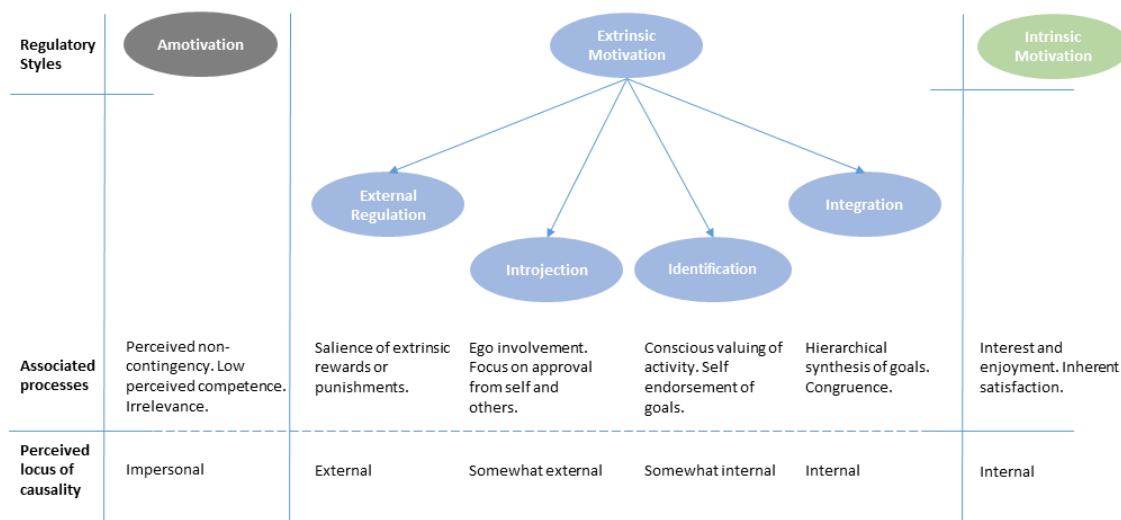 Regulatory
Styles
Amotivation
Extrinsic
Motivation
Intrinsic
Motivation
External
Regulation
Introjection
Identification
Integration
Associated
processes
Perceived non-
contingency. Low
perceived competence.
Irrelevance.
Salience of extrinsic
rewards or
punishments.
Ego involvement.
Focus on approval
from self and
others.
Conscious valuing of
activity. Self
endorsement of
goals.
Hierarchical
synthesis of goals.
Congruence.
Interest and
enjoyment. Inherent
satisfaction.
Perceived
locus of
causality
Impersonal
External
Somewhat external
Somewhat internal
Internal
Internal